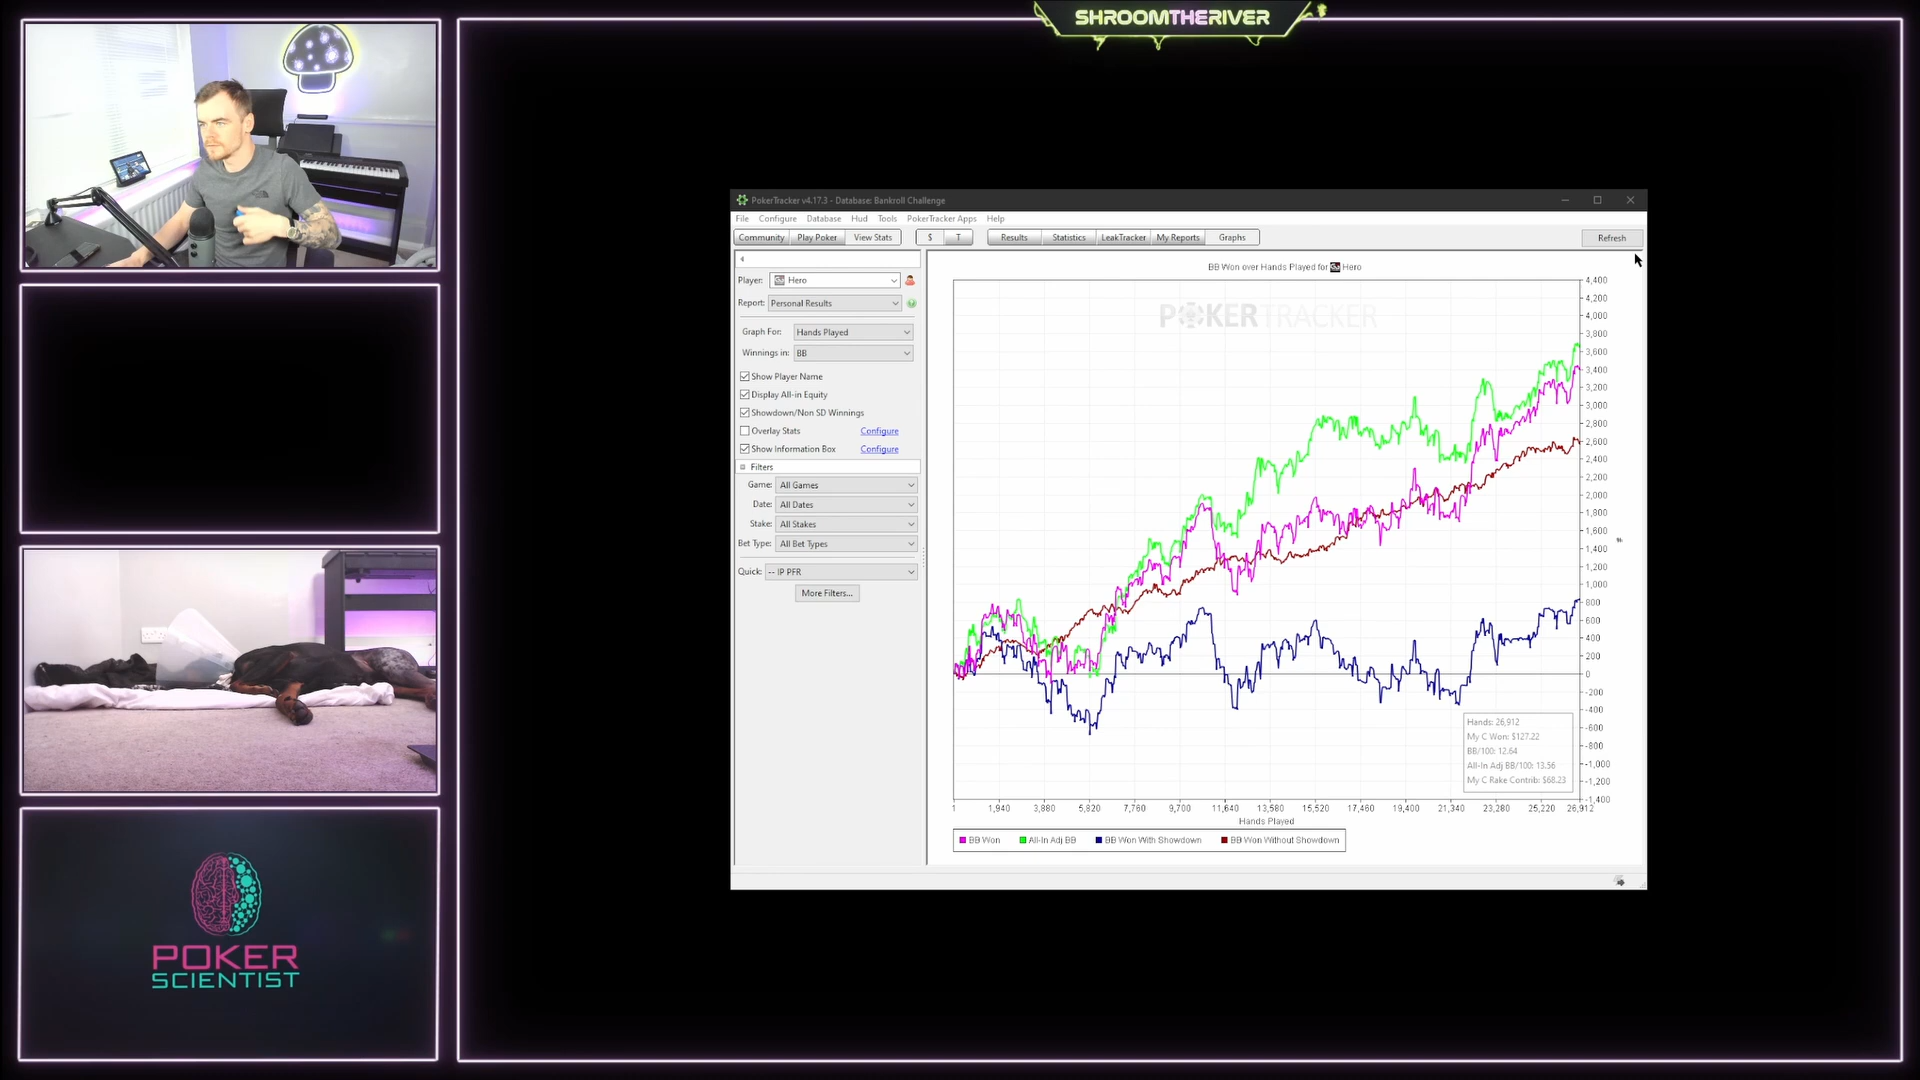 SHROOMTHERIVER
PokerTracker v4.17.3 - Database: Bankroll Challenge
File Configure Database Hud Tools PokerTracker Apps Help
Community Play Poker View Stats $ T Results Statistics LeakTracker My Reports Graphs Refresh
Player: Hero
Report: Personal Results
Graph For: Hands Played
Winnings in: BB
Show Player Name
Display All-in Equity
Showdown/Non SD Winnings
Overlay Stats Configure
Show Information Box Configure
Filters
Game: All Games
Date: All Dates
Stake: All Stakes
Bet Type: All Bet Types
Quick: -- IP PFR
More Filters...
BB Won over Hands Played for Hero
POKERTRACKER
4,400
4,200
4,000
3,800
3,600
3,400
3,200
3,000
2,800
2,600
2,400
2,200
2,000
1,800
1,600
1,400
1,200
1,000
800
600
400
200
0
-200
-400
-600
-800
-1,000
-1,200
-1,400
Hands: 26,912
My C Won: $127.22
BB/100: 12.64
All-In Adj BB/100: 13.56
My C Rake Contrib: $68.23
1 1,940 3,880 5,820 7,760 9,700 11,640 13,580 15,520 17,460 19,400 21,340 23,280 25,220 26,912
Hands Played
BB Won All-In Adj BB BB Won With Showdown BB Won Without Showdown
POKER
SCIENTIST